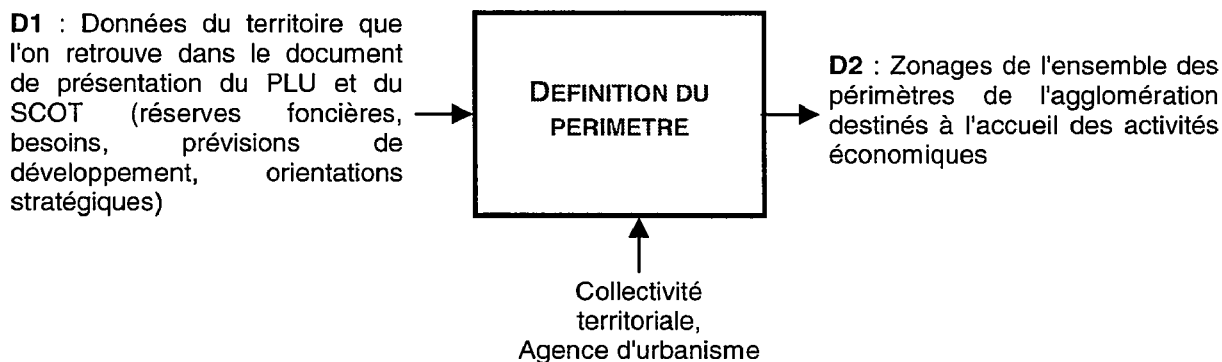 D1 : Données du territoire que
l'on retrouve dans le document
de présentation du PLU et du
SCOT (réserves foncières,
besoins, prévisions de
développement, orientations
stratégiques)
DEFINITION DU
PERIMETRE
D2 : Zonages de l'ensemble des
périmètres de l'agglomération
destinés à l'accueil des activités
économiques
Collectivité
territoriale,
Agence d'urbanisme